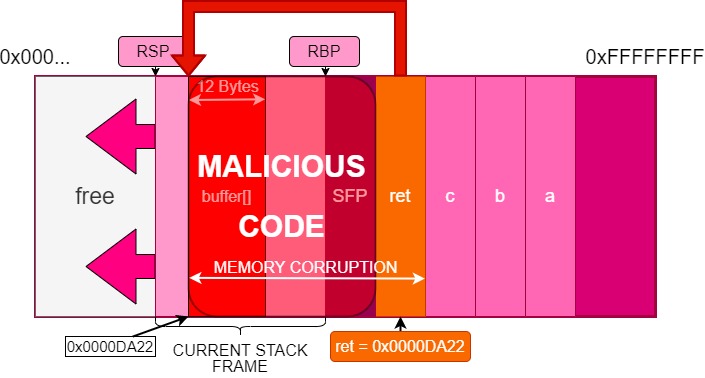 RSP
RBP
0x000...
0xFFFFFFFF
12 Bytes
MALICIOUS
free
buffer[]
SFP
ret
c
b
a
CODE
MEMORY CORRUPTION
0x0000DA22
CURRENT STACK
FRAME
ret = 0x0000DA22